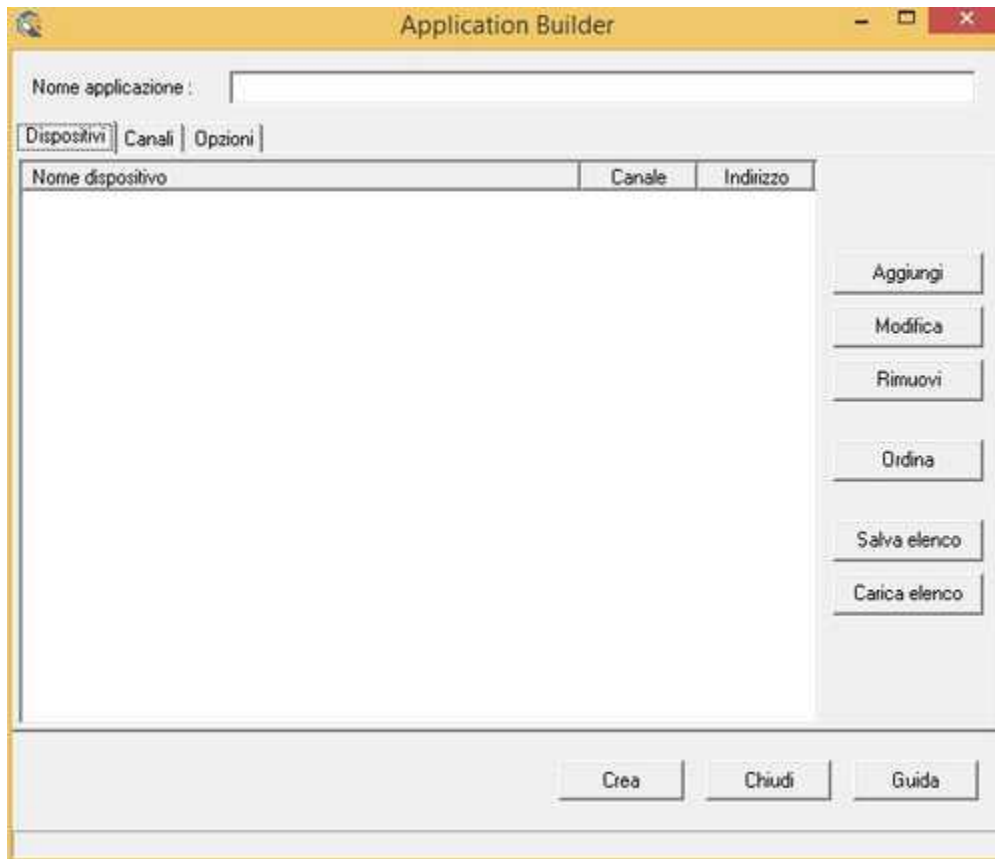 Application Builder
Nome applicazione :
Dispositivi Canali Opzioni
Nome dispositivo Canale Indirizzo
Aggiungi
Modifica
Rimuovi
Ordina
Salva elenco
Carica elenco
Crea Chiudi Guida